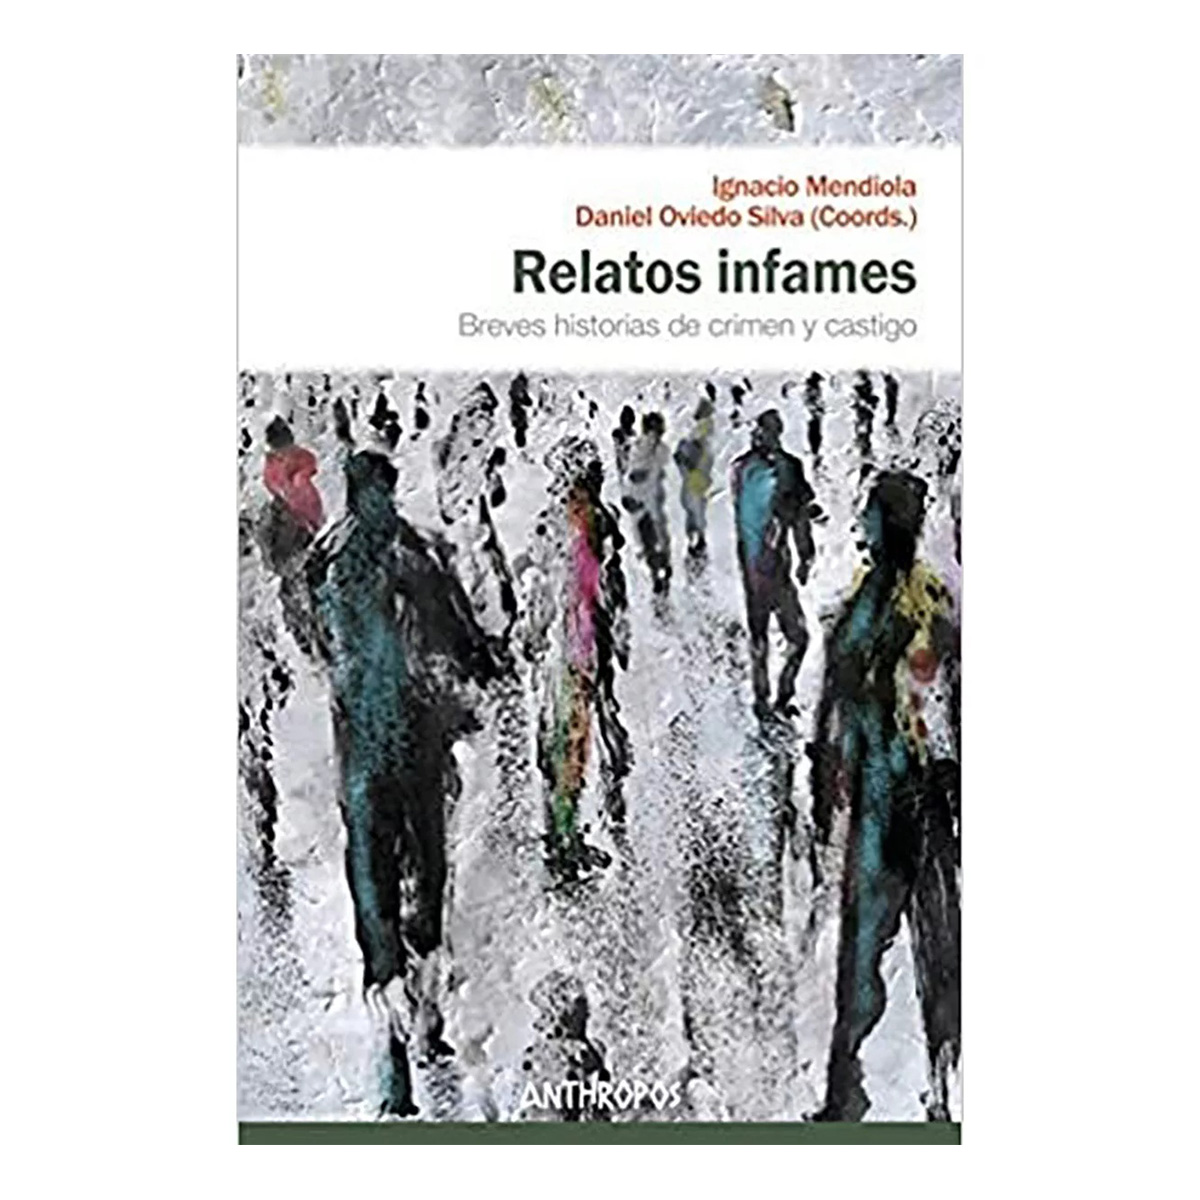 Ignacio Mendiola
Daniel Oviedo Silva (Coords.)
Relatos infames
Breves historias de crimen y castigo
ANTHROPOS